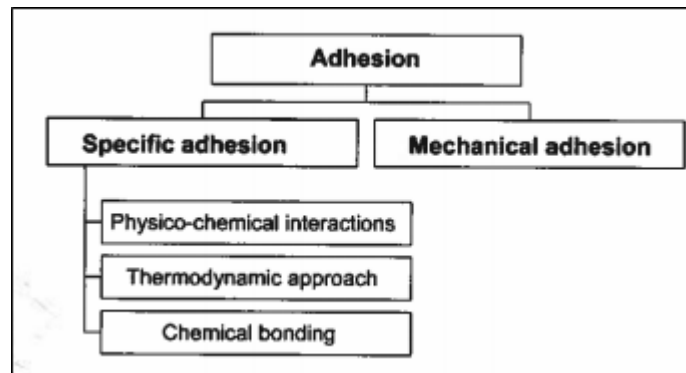 Adhesion
Specific adhesion
Mechanical adhesion
Physico-chemical interactions
Thermodynamic approach
Chemical bonding